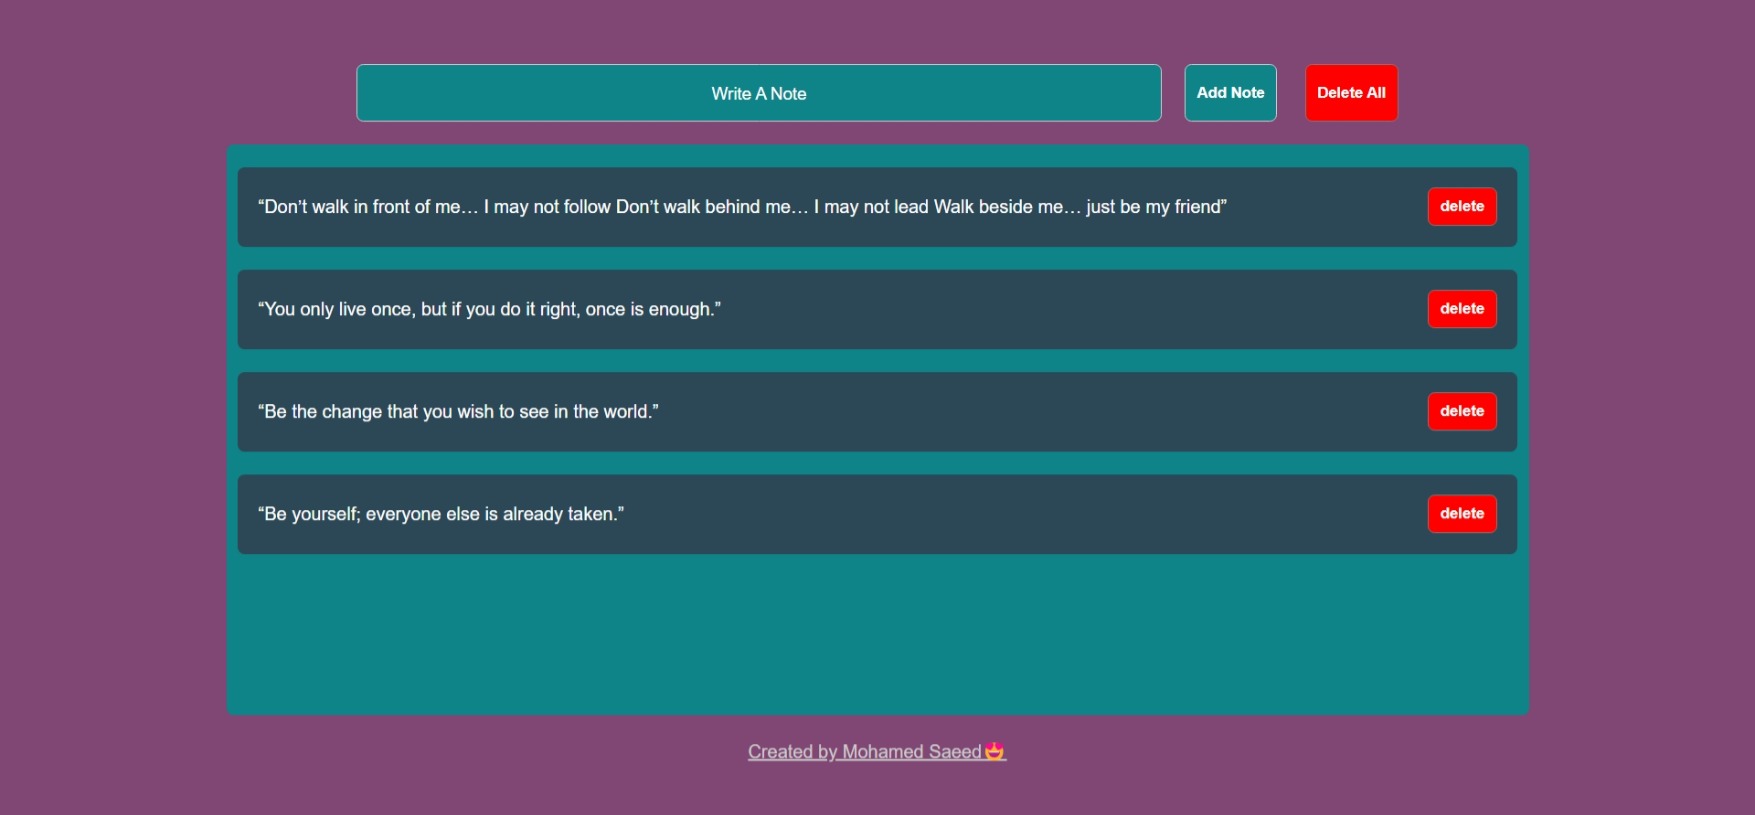 Write A Note
Add Note
Delete All
“Don’t walk in front of me… I may not follow Don’t walk behind me… I may not lead Walk beside me… just be my friend”
delete
“You only live once, but if you do it right, once is enough.”
delete
“Be the change that you wish to see in the world.”
delete
“Be yourself; everyone else is already taken.”
delete
Created by Mohamed Saeed🤩